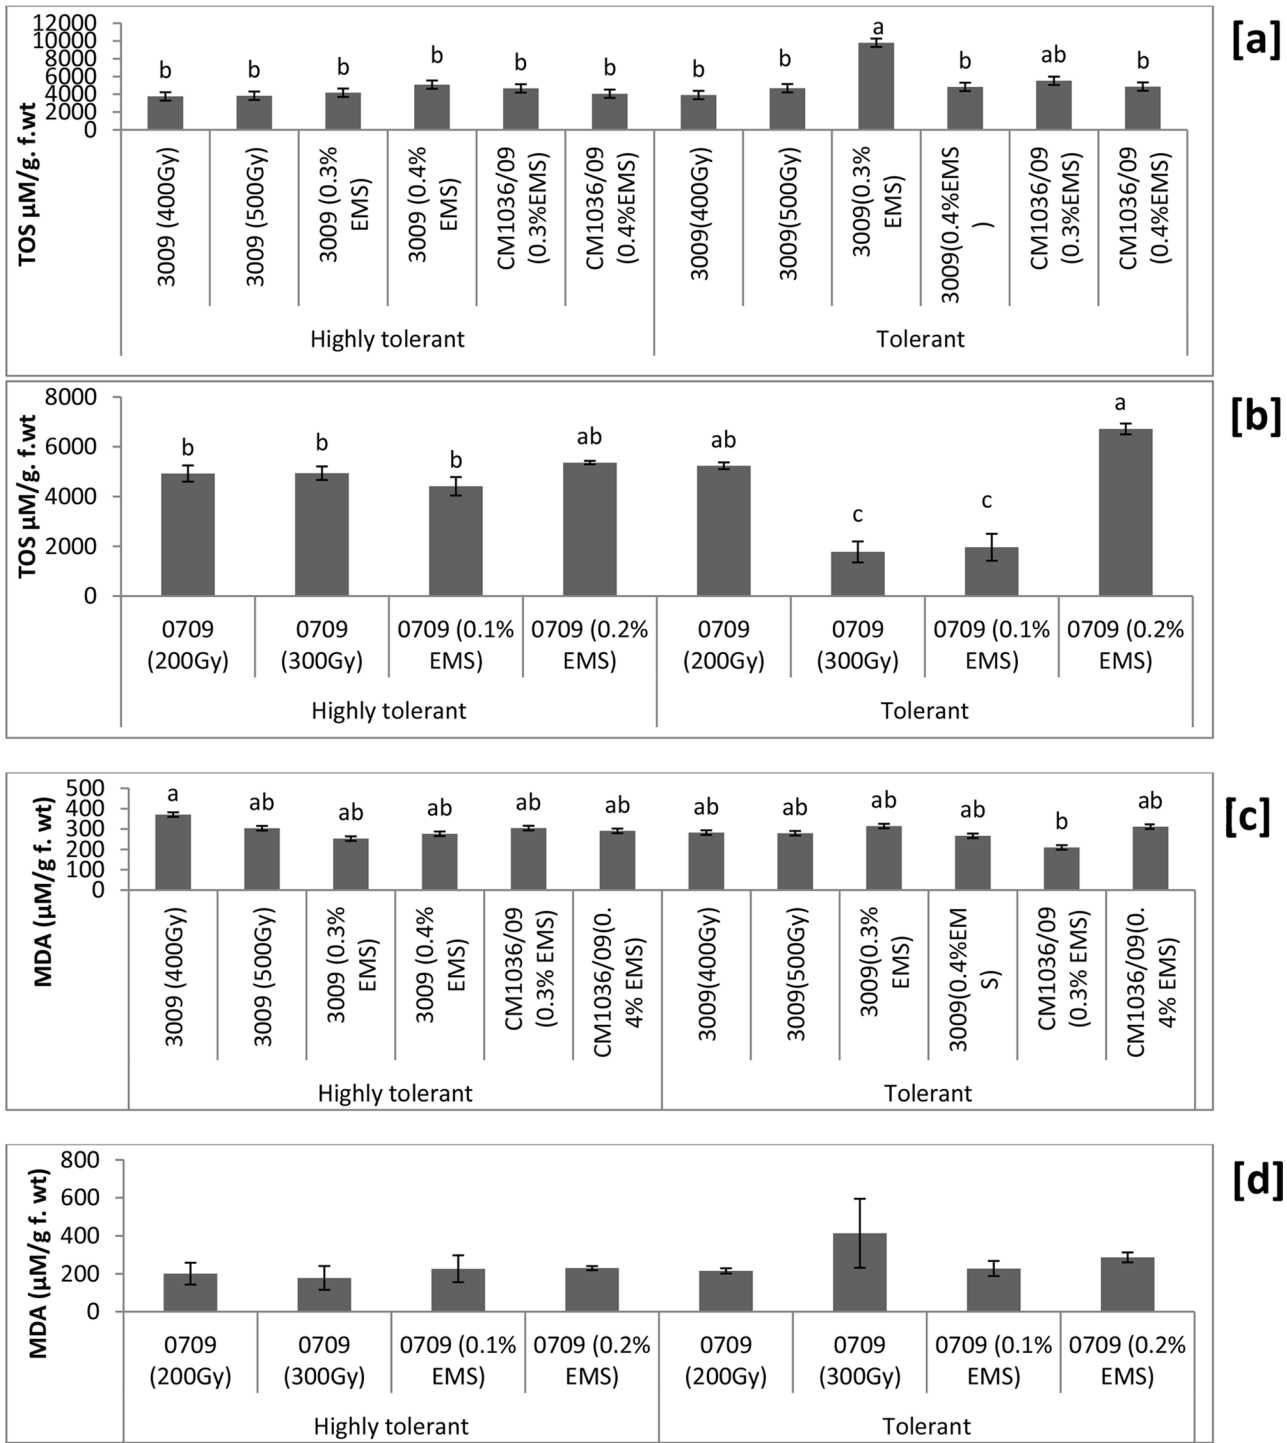 [a]
TOS µM/g. f.wt
12000
10000
8000
6000
4000
2000
0
b
b
b
b
b
b
b
b
a
b
ab
b
3009 (400Gy)
3009 (500Gy)
3009 (0.3%
EMS)
3009 (0.4%
EMS)
CM1036/09
(0.3%EMS)
CM1036/09
(0.4%EMS)
3009(400Gy)
3009(500Gy)
3009(0.3%
EMS)
3009(0.4%EMS
)
CM1036/09
(0.3%EMS)
CM1036/09
(0.4%EMS)
Highly tolerant
Tolerant
[b]
TOS µM/g. f.wt
8000
6000
4000
2000
0
b
b
b
ab
ab
c
c
a
0709
(200Gy)
0709
(300Gy)
0709 (0.1%
EMS)
0709 (0.2%
EMS)
0709
(200Gy)
0709
(300Gy)
0709 (0.1%
EMS)
0709 (0.2%
EMS)
Highly tolerant
Tolerant
[c]
MDA (µM/g f. wt)
500
400
300
200
100
0
a
ab
ab
ab
ab
ab
ab
ab
ab
ab
b
ab
3009 (400Gy)
3009 (500Gy)
3009 (0.3%
EMS)
3009 (0.4%
EMS)
CM1036/09
(0.3% EMS)
CM1036/09(0.
4% EMS)
3009(400Gy)
3009(500Gy)
3009(0.3%
EMS)
3009(0.4%EM
S)
CM1036/09
(0.3% EMS)
CM1036/09(0.
4% EMS)
Highly tolerant
Tolerant
[d]
MDA (µM/g f. wt)
800
600
400
200
0
0709
(200Gy)
0709
(300Gy)
0709 (0.1%
EMS)
0709 (0.2%
EMS)
0709
(200Gy)
0709
(300Gy)
0709 (0.1%
EMS)
0709 (0.2%
EMS)
Highly tolerant
Tolerant